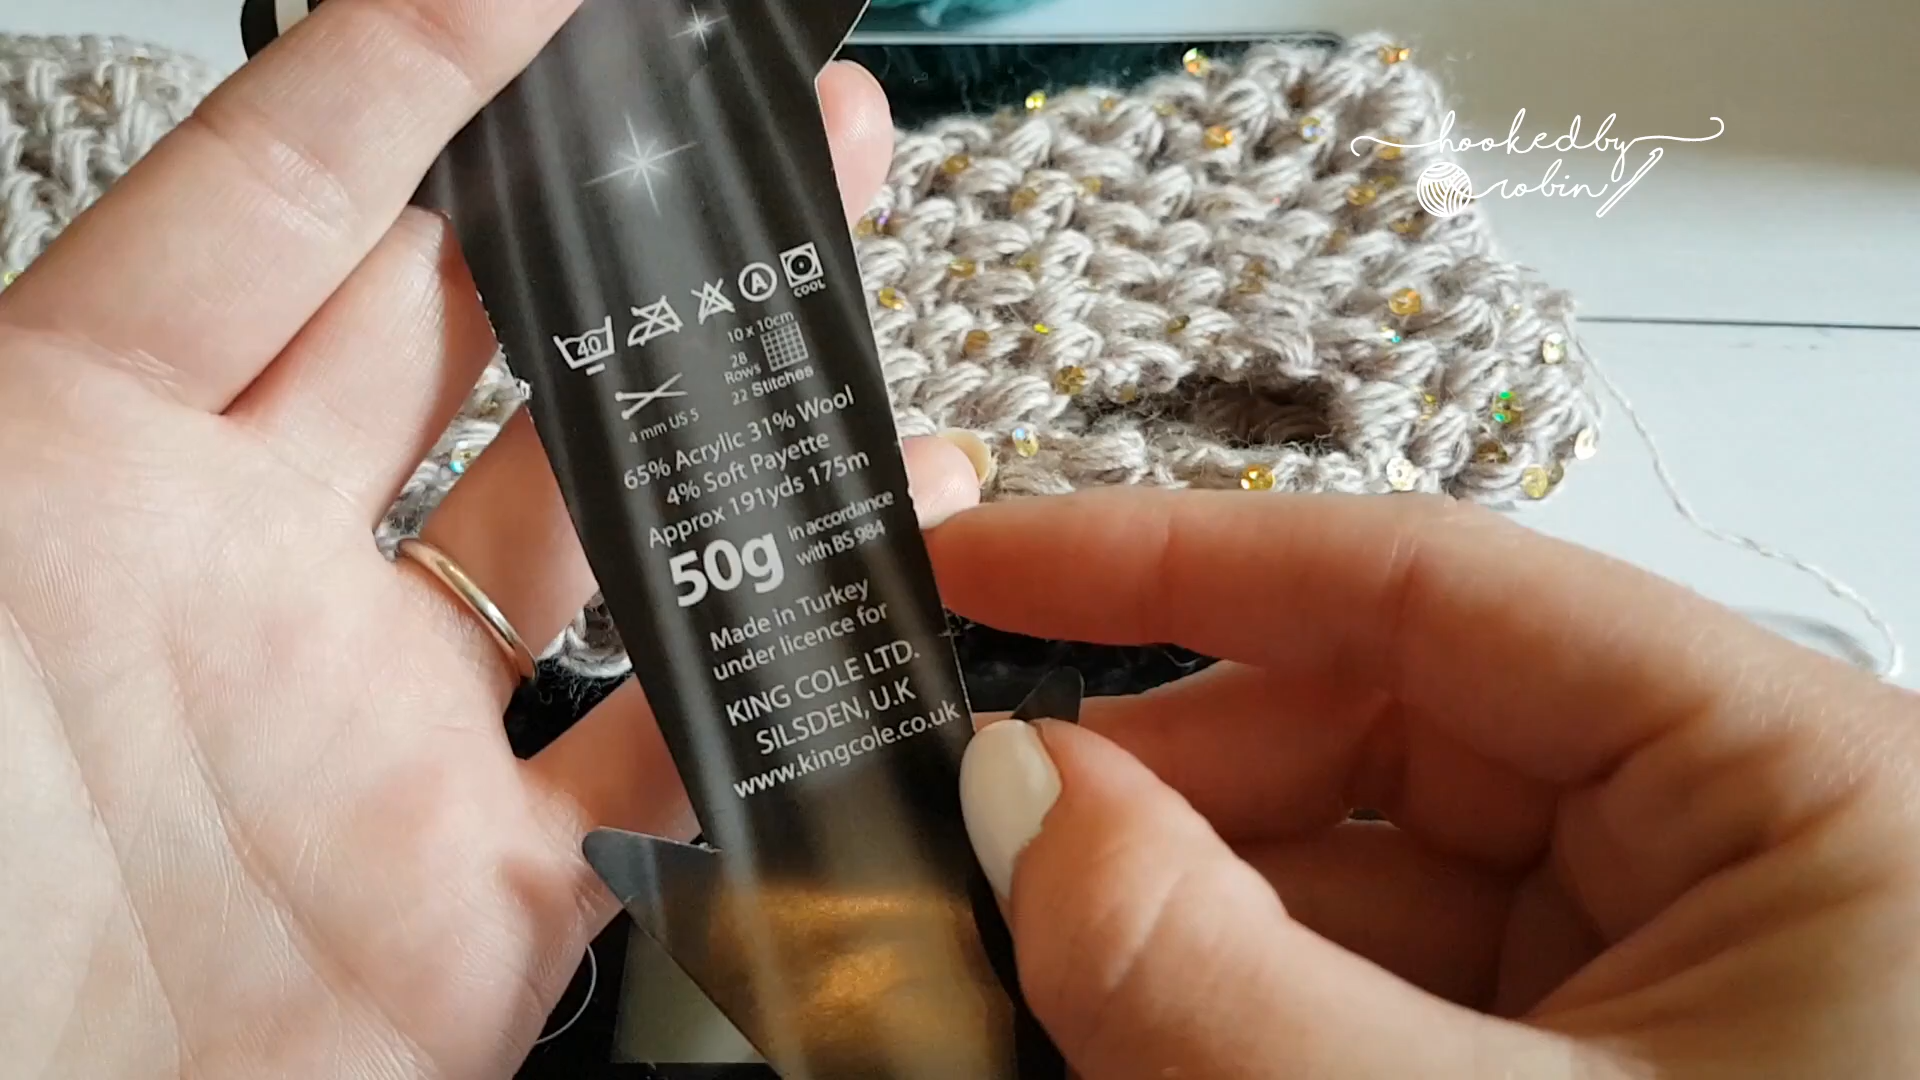 hookedby
robin
40
A
COOL
10 x 10cm
28
Rows
22 Stitches
4 mm US 5
65% Acrylic 31% Wool
4% Soft Payette
Approx 191yds 175m
50g
in accordance
with BS 984
Made in Turkey
under licence for
KING COLE LTD.
SILSDEN, U.K
www.kingcole.co.uk